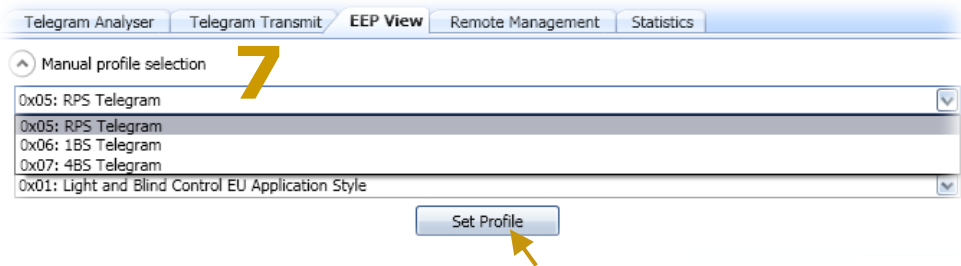 Telegram Analyser Telegram Transmit EEP View Remote Management Statistics
7
Manual profile selection
0x05: RPS Telegram
0x05: RPS Telegram
0x06: 1BS Telegram
0x07: 4BS Telegram
0x01: Light and Blind Control EU Application Style
Set Profile